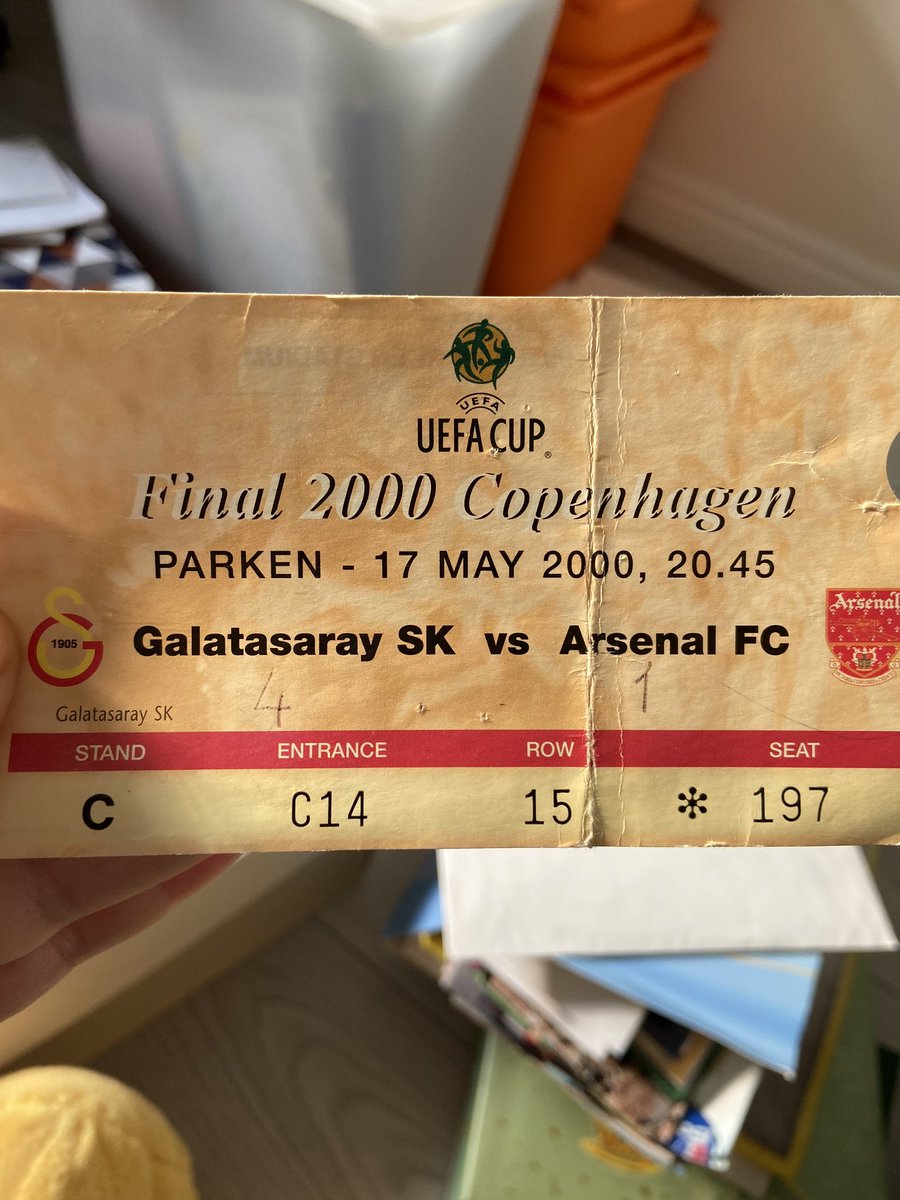 UEFA
UEFA CUP®
Final 2000 Copenhagen
PARKEN - 17 MAY 2000, 20.45
1905
Galatasaray SK vs Arsenal FC
Arsenal
4 1
Galatasaray SK
STAND ENTRANCE ROW SEAT
C C14 15 * 197